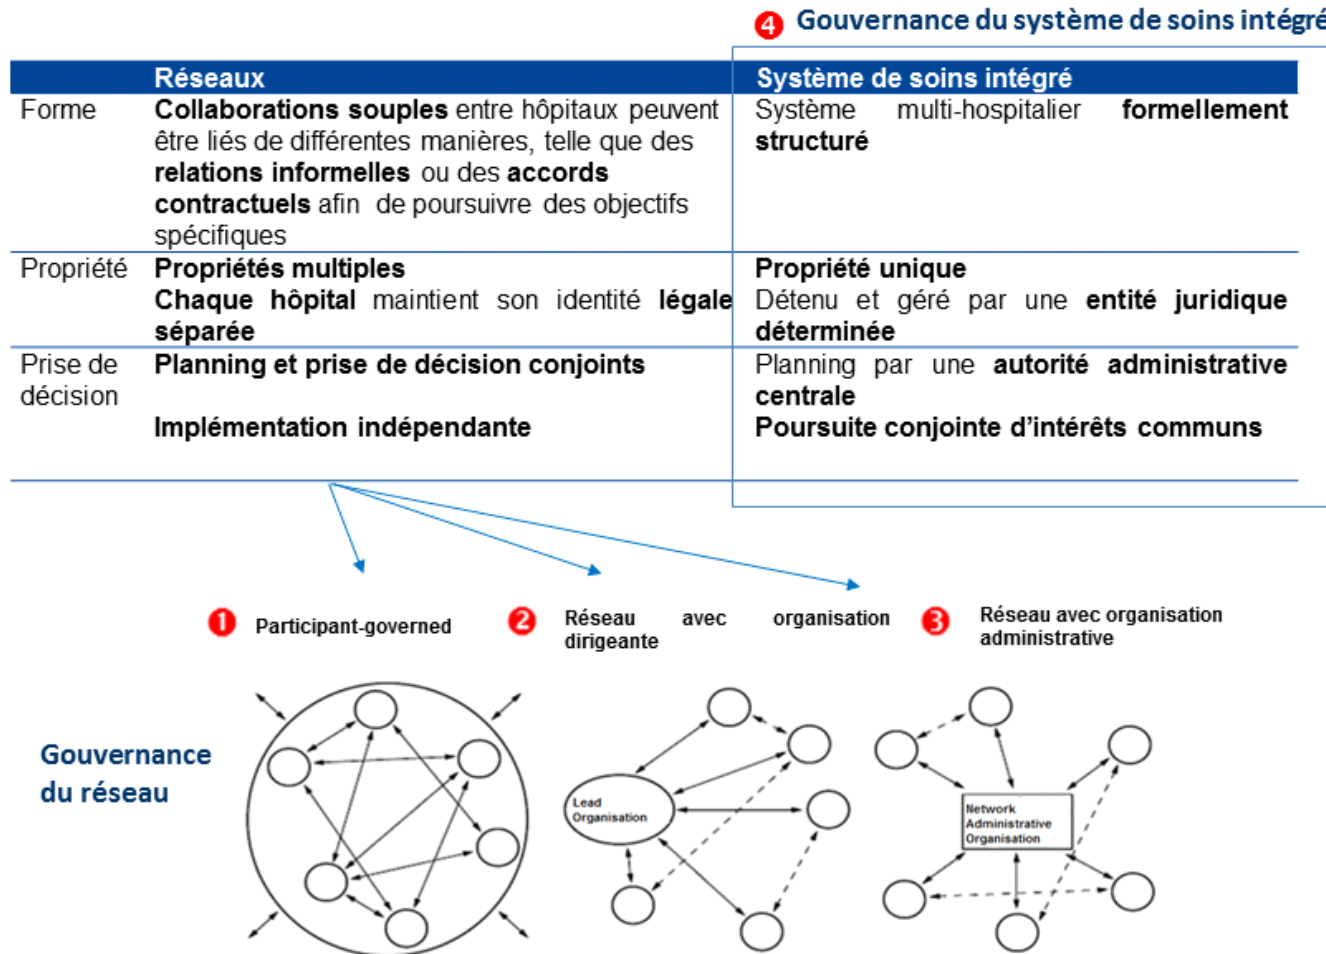 4 Gouvernance du système de soins intégré
Réseaux Système de soins intégré
Forme Collaborations souples entre hôpitaux peuvent Système multi-hospitalier formellement
être liés de différentes manières, telle que des structuré
relations informelles ou des accords
contractuels afin de poursuivre des objectifs
spécifiques
Propriété Propriétés multiples Propriété unique
Chaque hôpital maintient son identité légale Détenu et géré par une entité juridique
séparée déterminée
Prise de Planning et prise de décision conjoints Planning par une autorité administrative
décision centrale
Implémentation indépendante Poursuite conjointe d’intérêts communs
1 Participant-governed 2 Réseau avec organisation 3 Réseau avec organisation
dirigeante administrative
Gouvernance
du réseau
Lead
Organisation
Network
Administrative
Organisation